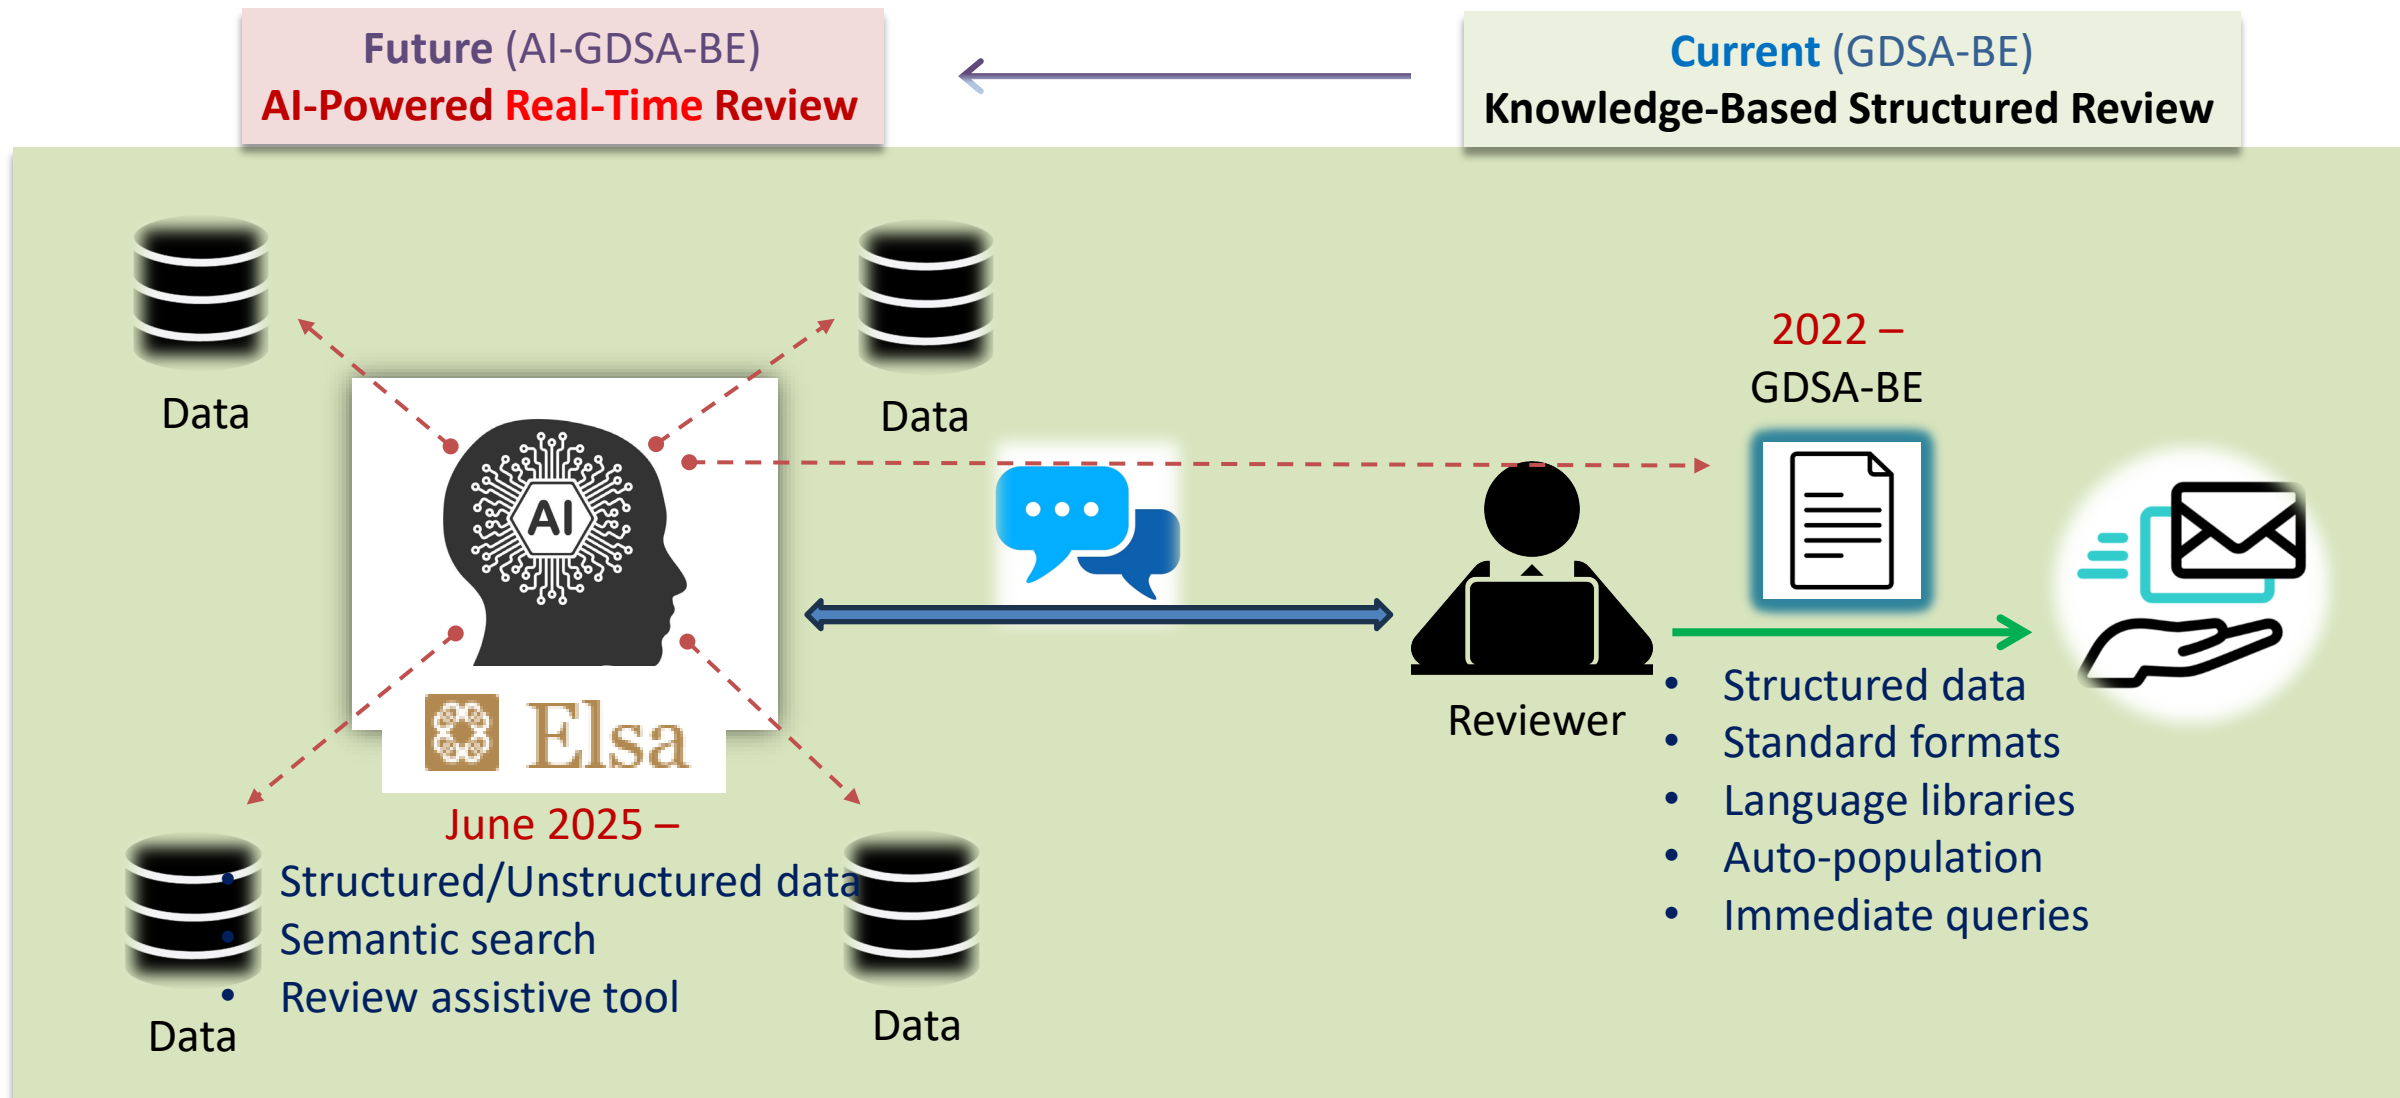 Future (AI-GDSA-BE)
AI-Powered Real-Time Review
Current (GDSA-BE)
Knowledge-Based Structured Review
Data
Data
AI
Elsa
June 2025 –
• Structured/Unstructured data
• Semantic search
• Review assistive tool
Data
Data
Reviewer
2022 –
GDSA-BE
• Structured data
• Standard formats
• Language libraries
• Auto-population
• Immediate queries